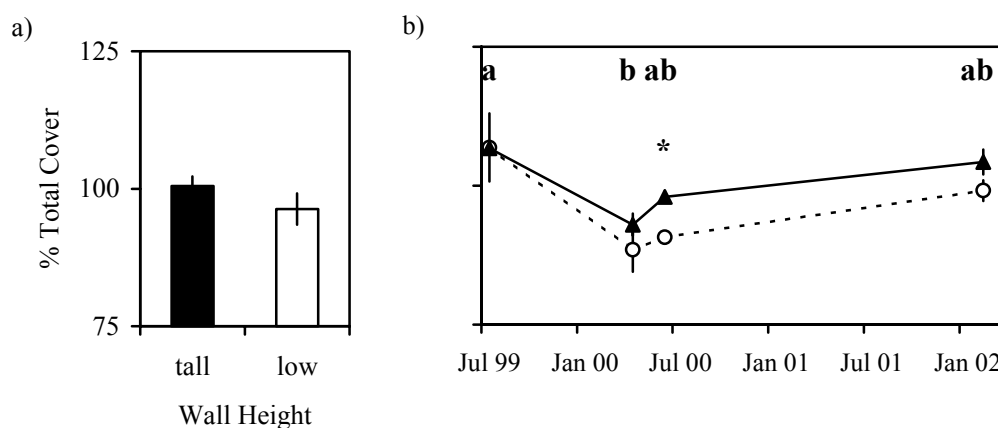 a)
% Total Cover
125
100
75
tall low
Wall Height
b)
a b ab ab
*
Jul 99 Jan 00 Jul 00 Jan 01 Jul 01 Jan 02